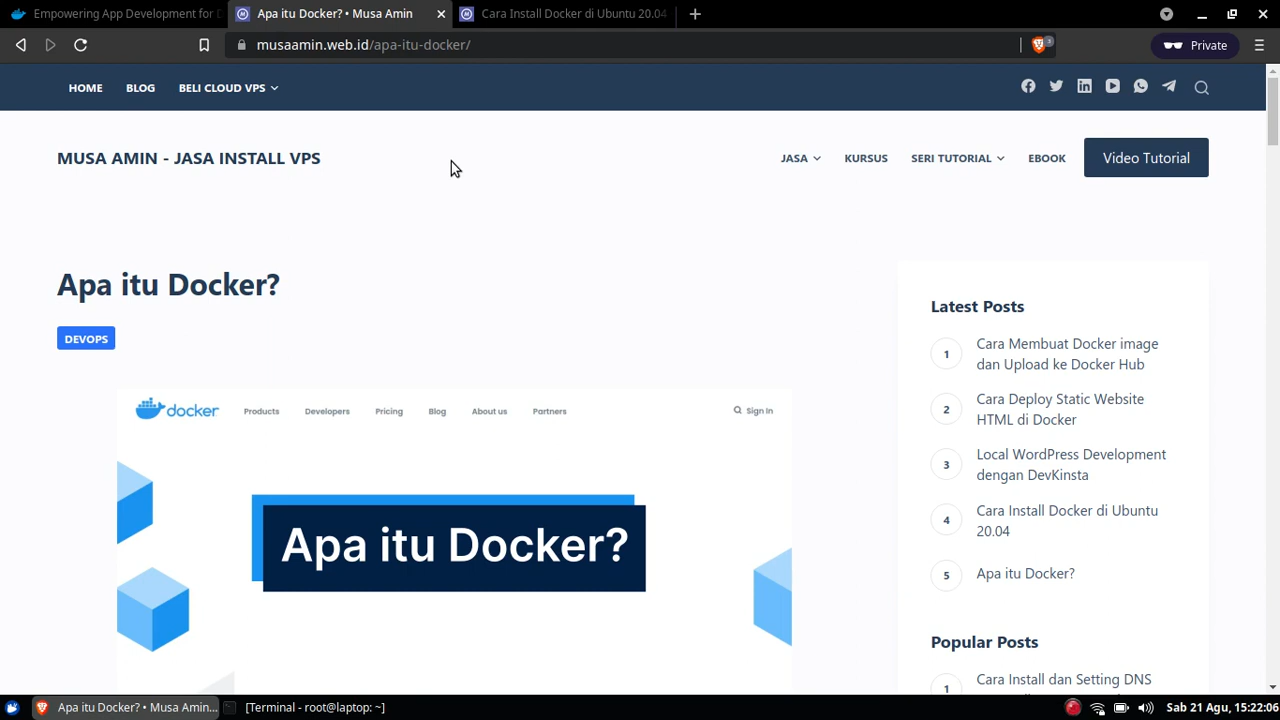 Empowering App Development for D
Apa itu Docker? • Musa Amin
Cara Install Docker di Ubuntu 20.04
musaamin.web.id/apa-itu-docker/
3
Private
HOME
BLOG
BELI CLOUD VPS
MUSA AMIN - JASA INSTALL VPS
JASA
KURSUS
SERI TUTORIAL
EBOOK
Video Tutorial
Apa itu Docker?
DEVOPS
docker
Products
Developers
Pricing
Blog
About us
Partners
Sign In
Apa itu Docker?
Latest Posts
1
Cara Membuat Docker image
dan Upload ke Docker Hub
2
Cara Deploy Static Website
HTML di Docker
3
Local WordPress Development
dengan DevKinsta
4
Cara Install Docker di Ubuntu
20.04
5
Apa itu Docker?
Popular Posts
1
Cara Install dan Setting DNS
Apa itu Docker? • Musa Amin...
[Terminal - root@laptop: ~]
Sab 21 Agu, 15:22:06